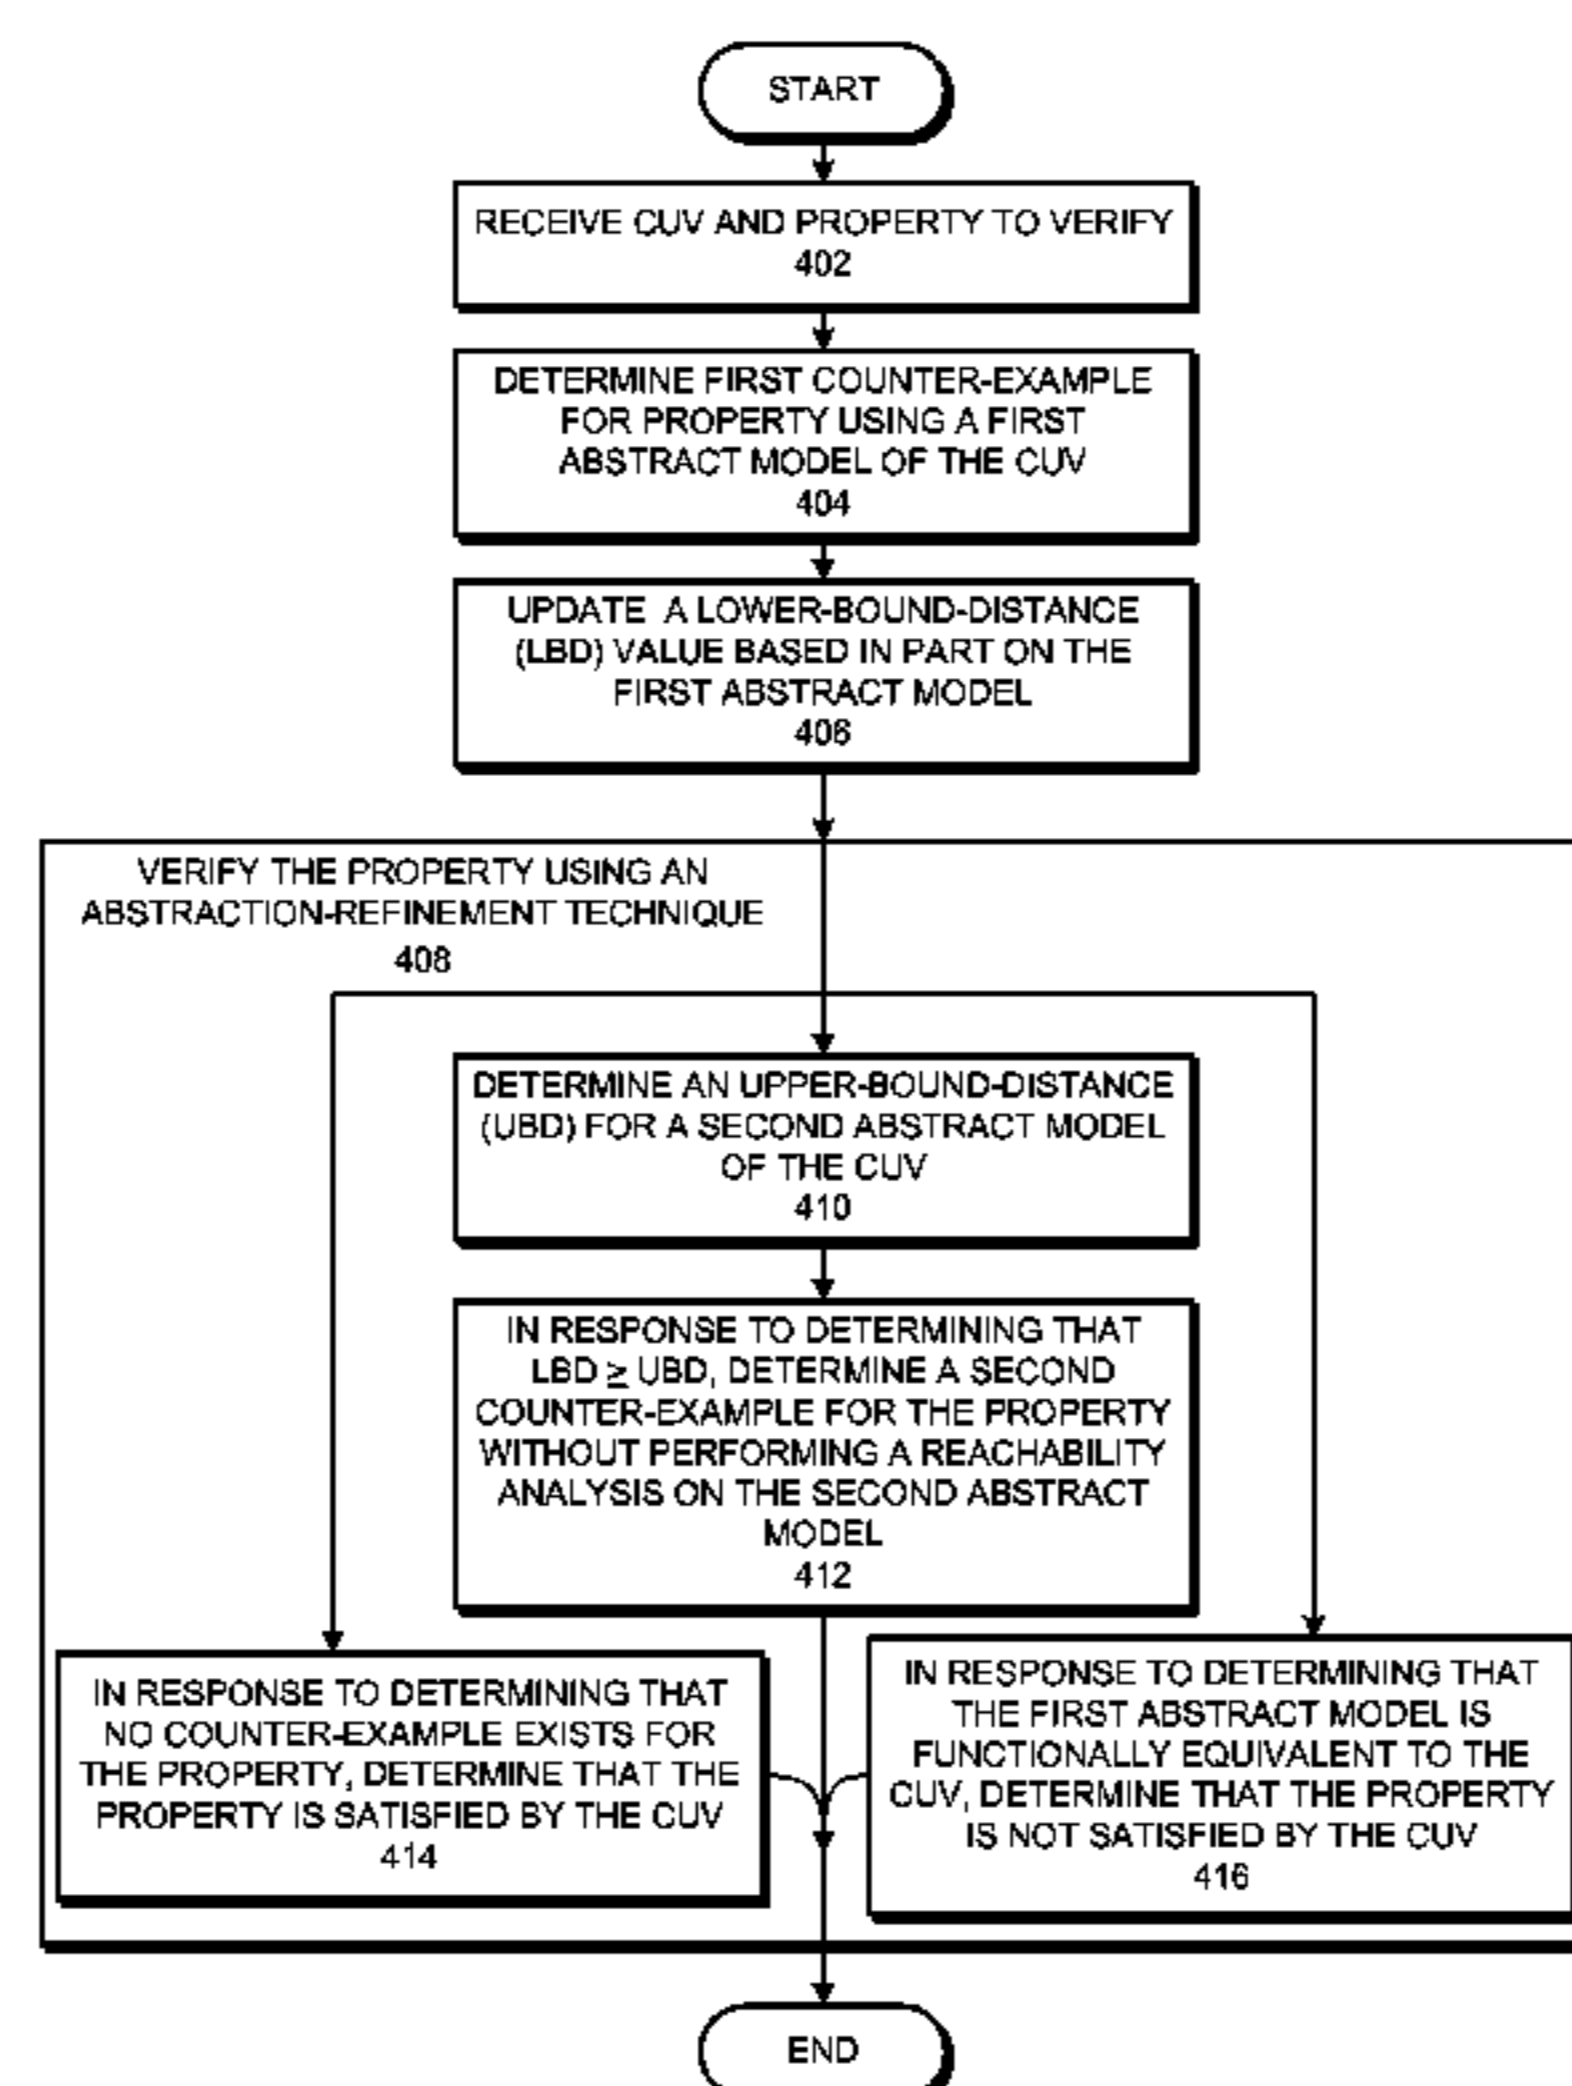 START
RECEIVE CUV AND PROPERTY TO VERIFY
402
DETERMINE FIRST COUNTER-EXAMPLE
FOR PROPERTY USING A FIRST
ABSTRACT MODEL OF THE CUV
404
UPDATE A LOWER-BOUND-DISTANCE
(LBD) VALUE BASED IN PART ON THE
FIRST ABSTRACT MODEL
406
VERIFY THE PROPERTY USING AN
ABSTRACTION-REFINEMENT TECHNIQUE
408
DETERMINE AN UPPER-BOUND-DISTANCE
(UBD) FOR A SECOND ABSTRACT MODEL
OF THE CUV
410
IN RESPONSE TO DETERMINING THAT
LBD ≥ UBD, DETERMINE A SECOND
COUNTER-EXAMPLE FOR THE PROPERTY
WITHOUT PERFORMING A REACHABILITY
ANALYSIS ON THE SECOND ABSTRACT
MODEL
412
IN RESPONSE TO DETERMINING THAT
NO COUNTER-EXAMPLE EXISTS FOR
THE PROPERTY, DETERMINE THAT THE
PROPERTY IS SATISFIED BY THE CUV
414
IN RESPONSE TO DETERMINING THAT
THE FIRST ABSTRACT MODEL IS
FUNCTIONALLY EQUIVALENT TO THE
CUV, DETERMINE THAT THE PROPERTY
IS NOT SATISFIED BY THE CUV
416
END